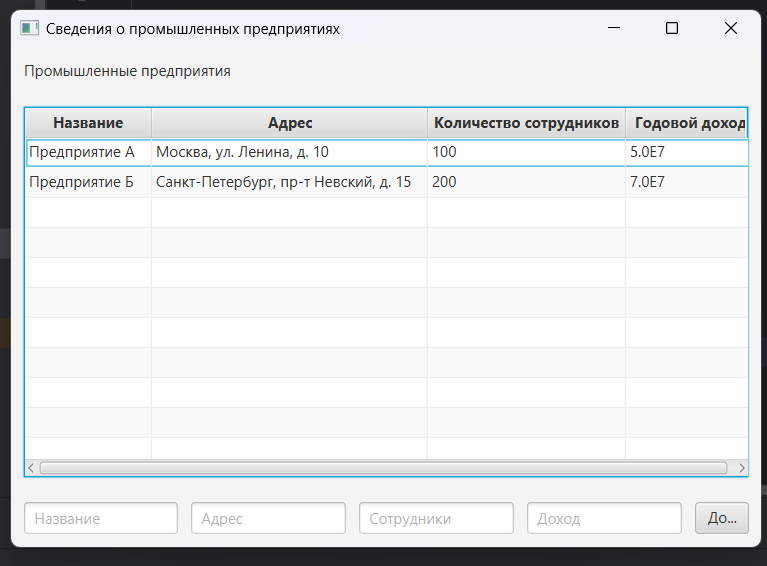 Сведения о промышленных предприятиях
Промышленные предприятия
Название Адрес Количество сотрудников Годовой доход
Предприятие А Москва, ул. Ленина, д. 10 100 5.0E7
Предприятие Б Санкт-Петербург, пр-т Невский, д. 15 200 7.0E7
Название Адрес Сотрудники Доход До...